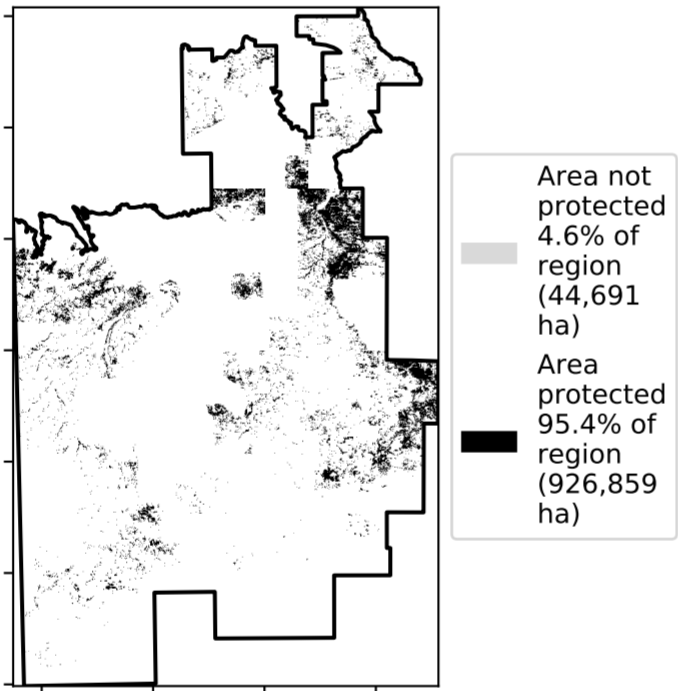 Area not
protected
4.6% of
region
(44,691
ha)
Area
protected
95.4% of
region
(926,859
ha)